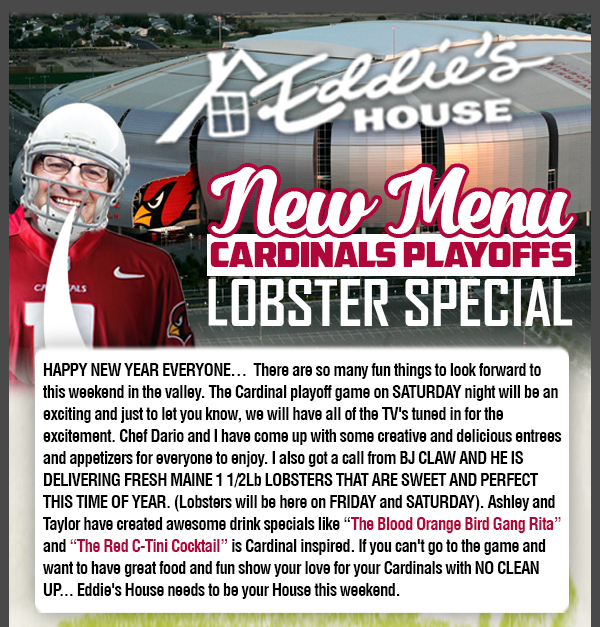 Eddie's
HOUSE
New Menu
CARDINALS PLAYOFFS
LOBSTER SPECIAL
HAPPY NEW YEAR EVERYONE… There are so many fun things to look forward to
this weekend in the valley. The Cardinal playoff game on SATURDAY night will be an
exciting and just to let you know, we will have all of the TV's tuned in for the
excitement. Chef Dario and I have come up with some creative and delicious entrees
and appetizers for everyone to enjoy. I also got a call from BJ CLAW AND HE IS
DELIVERING FRESH MAINE 1 1/2Lb LOBSTERS THAT ARE SWEET AND PERFECT
THIS TIME OF YEAR. (Lobsters will be here on FRIDAY and SATURDAY). Ashley and
Taylor have created awesome drink specials like “The Blood Orange Bird Gang Rita”
and “The Red C-Tini Cocktail” is Cardinal inspired. If you can't go to the game and
want to have great food and fun show your love for your Cardinals with NO CLEAN
UP… Eddie's House needs to be your House this weekend.